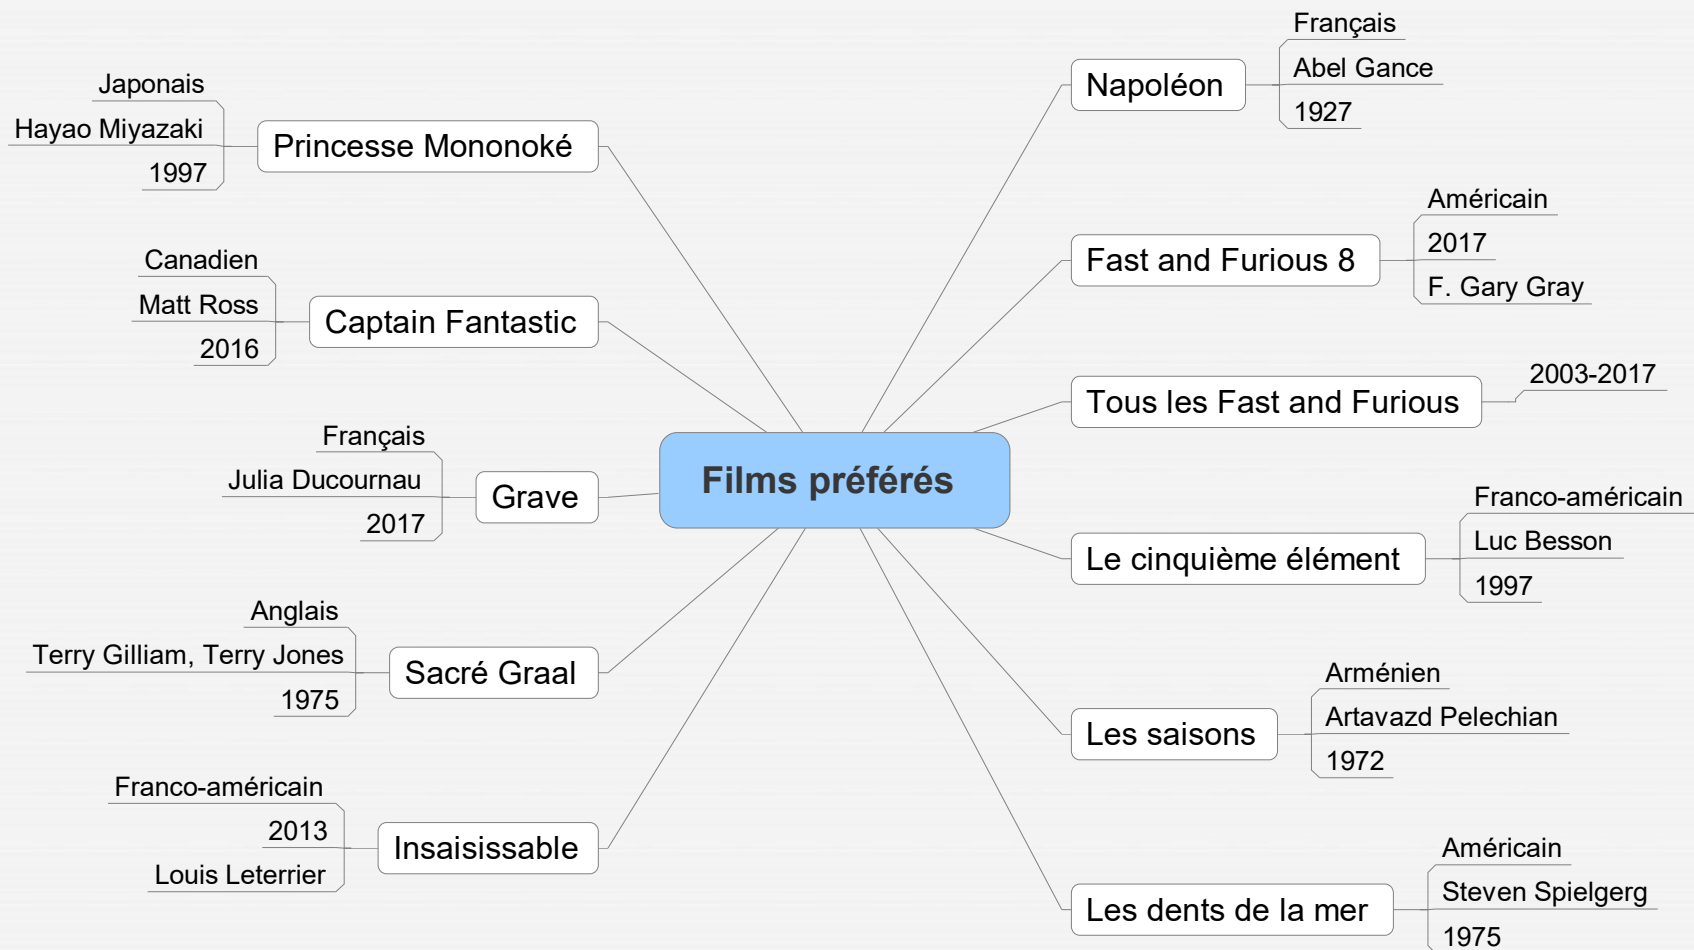 Films préférés
Napoléon
Français
Abel Gance
1927
Fast and Furious 8
Américain
2017
F. Gary Gray
Tous les Fast and Furious
2003-2017
Le cinquième élément
Franco-américain
Luc Besson
1997
Les saisons
Arménien
Artavazd Pelechian
1972
Les dents de la mer
Américain
Steven Spielgerg
1975
Princesse Mononoké
Japonais
Hayao Miyazaki
1997
Captain Fantastic
Canadien
Matt Ross
2016
Grave
Français
Julia Ducournau
2017
Sacré Graal
Anglais
Terry Gilliam, Terry Jones
1975
Insaisissable
Franco-américain
2013
Louis Leterrier